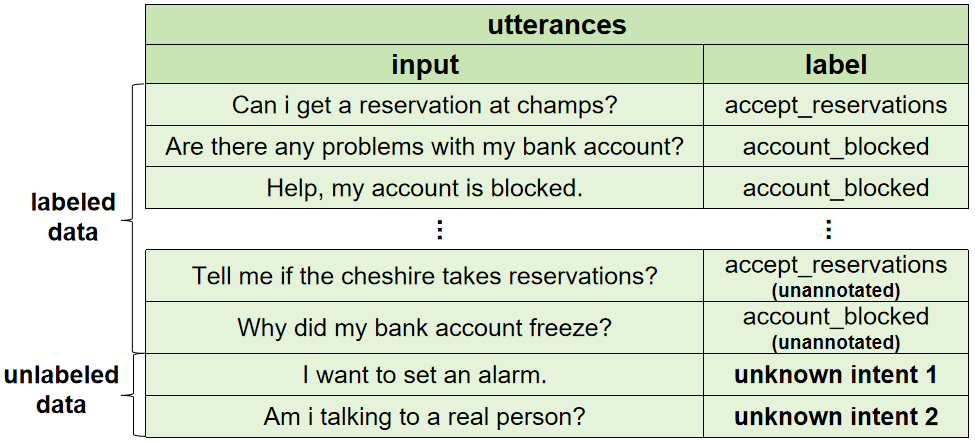 utterances
input label
Can i get a reservation at champs? accept_reservations
Are there any problems with my bank account? account_blocked
Help, my account is blocked. account_blocked
labeled
data
⋮ ⋮
Tell me if the cheshire takes reservations? accept_reservations
(unannotated)
Why did my bank account freeze? account_blocked
(unannotated)
unlabeled
data
I want to set an alarm. unknown intent 1
Am i talking to a real person? unknown intent 2